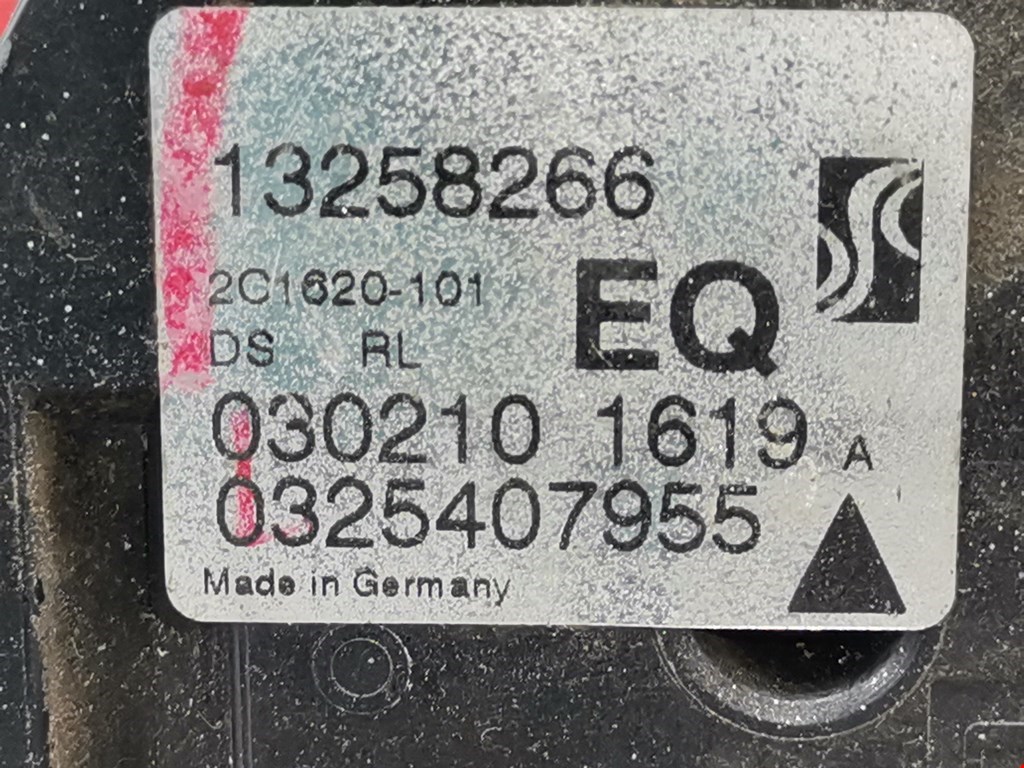 13258266
2C1620-101
EQ
DS RL
030210 1619 A
0325407955
Made in Germany